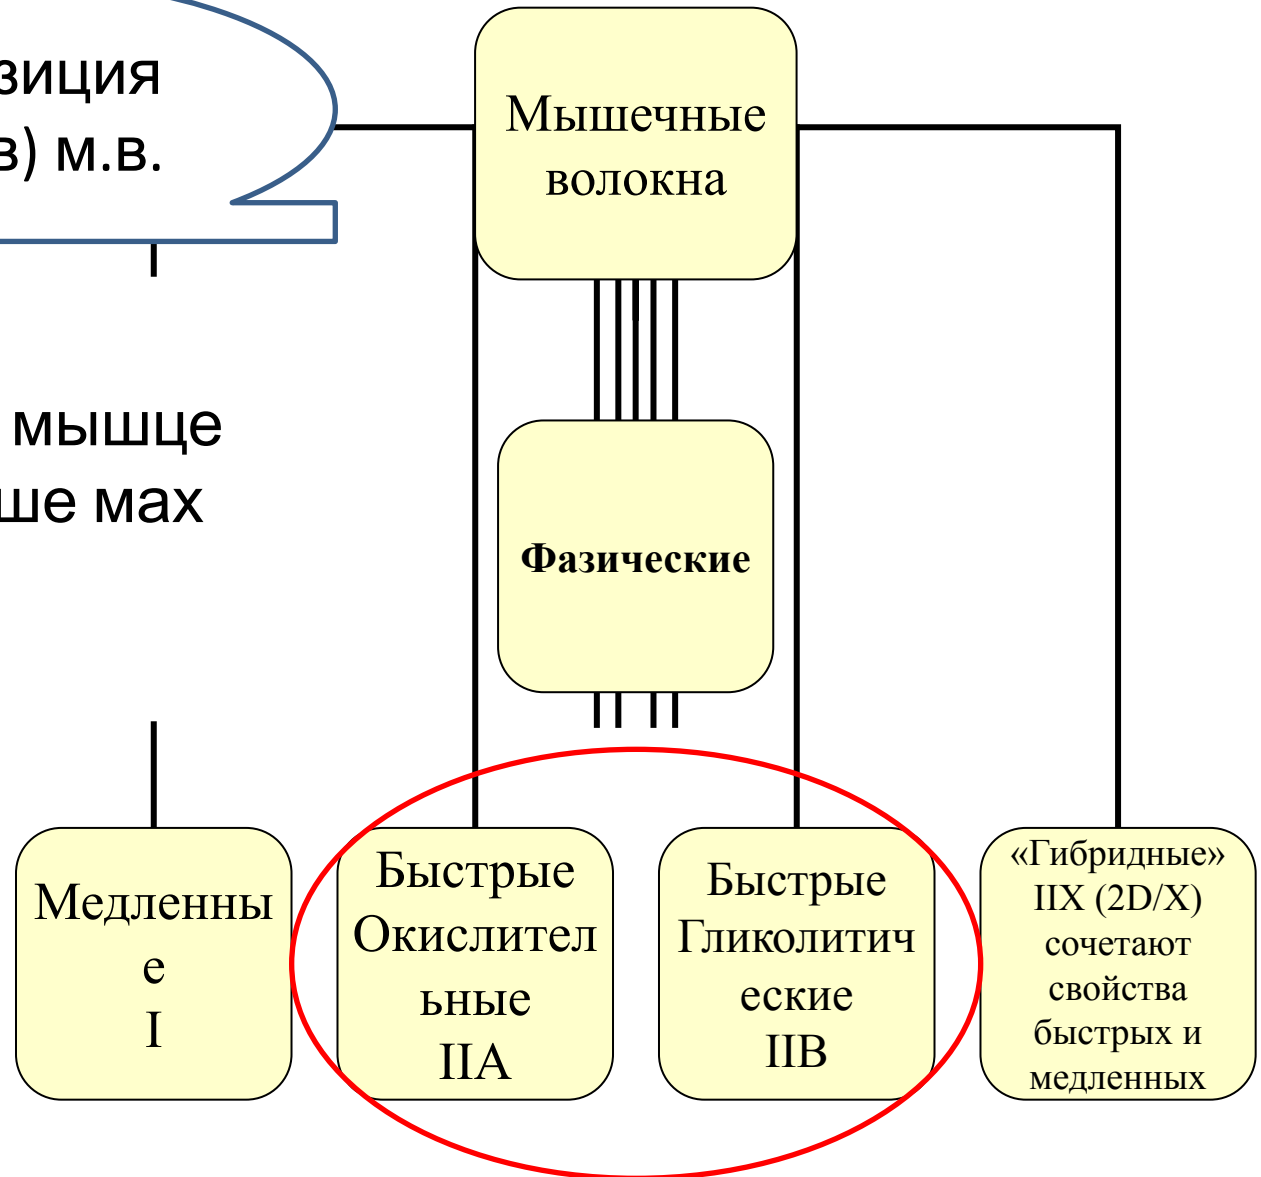 зиция
в) м.в.
Мышечные
волокна
мышце
ше мах
Фазические
Медленны
е
I
Быстрые
Окислител
ьные
IIA
Быстрые
Гликолитич
еские
IIB
«Гибридные»
IIX (2D/X)
сочетают
свойства
быстрых и
медленных